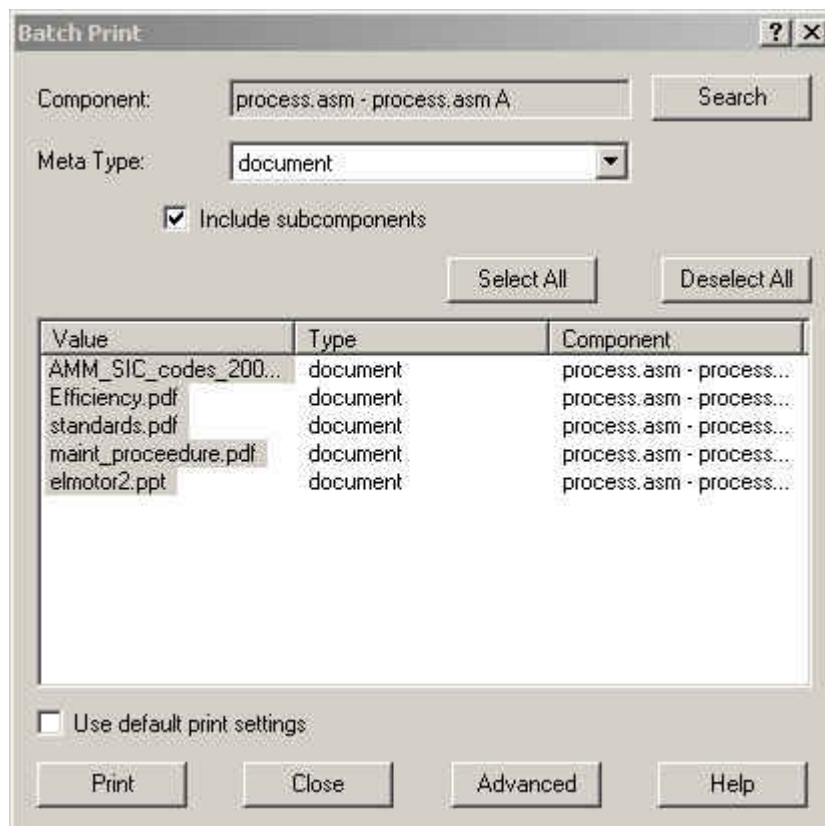 Batch Print
Component: process.asm - process.asm A Search
Meta Type: document
Include subcomponents
Select All Deselect All
Value Type Component
AMM_SIC_codes_200... document process.asm - process...
Efficiency.pdf document process.asm - process...
standards.pdf document process.asm - process...
maint_proceedure.pdf document process.asm - process...
elmotor2.ppt document process.asm - process...
Use default print settings
Print Close Advanced Help